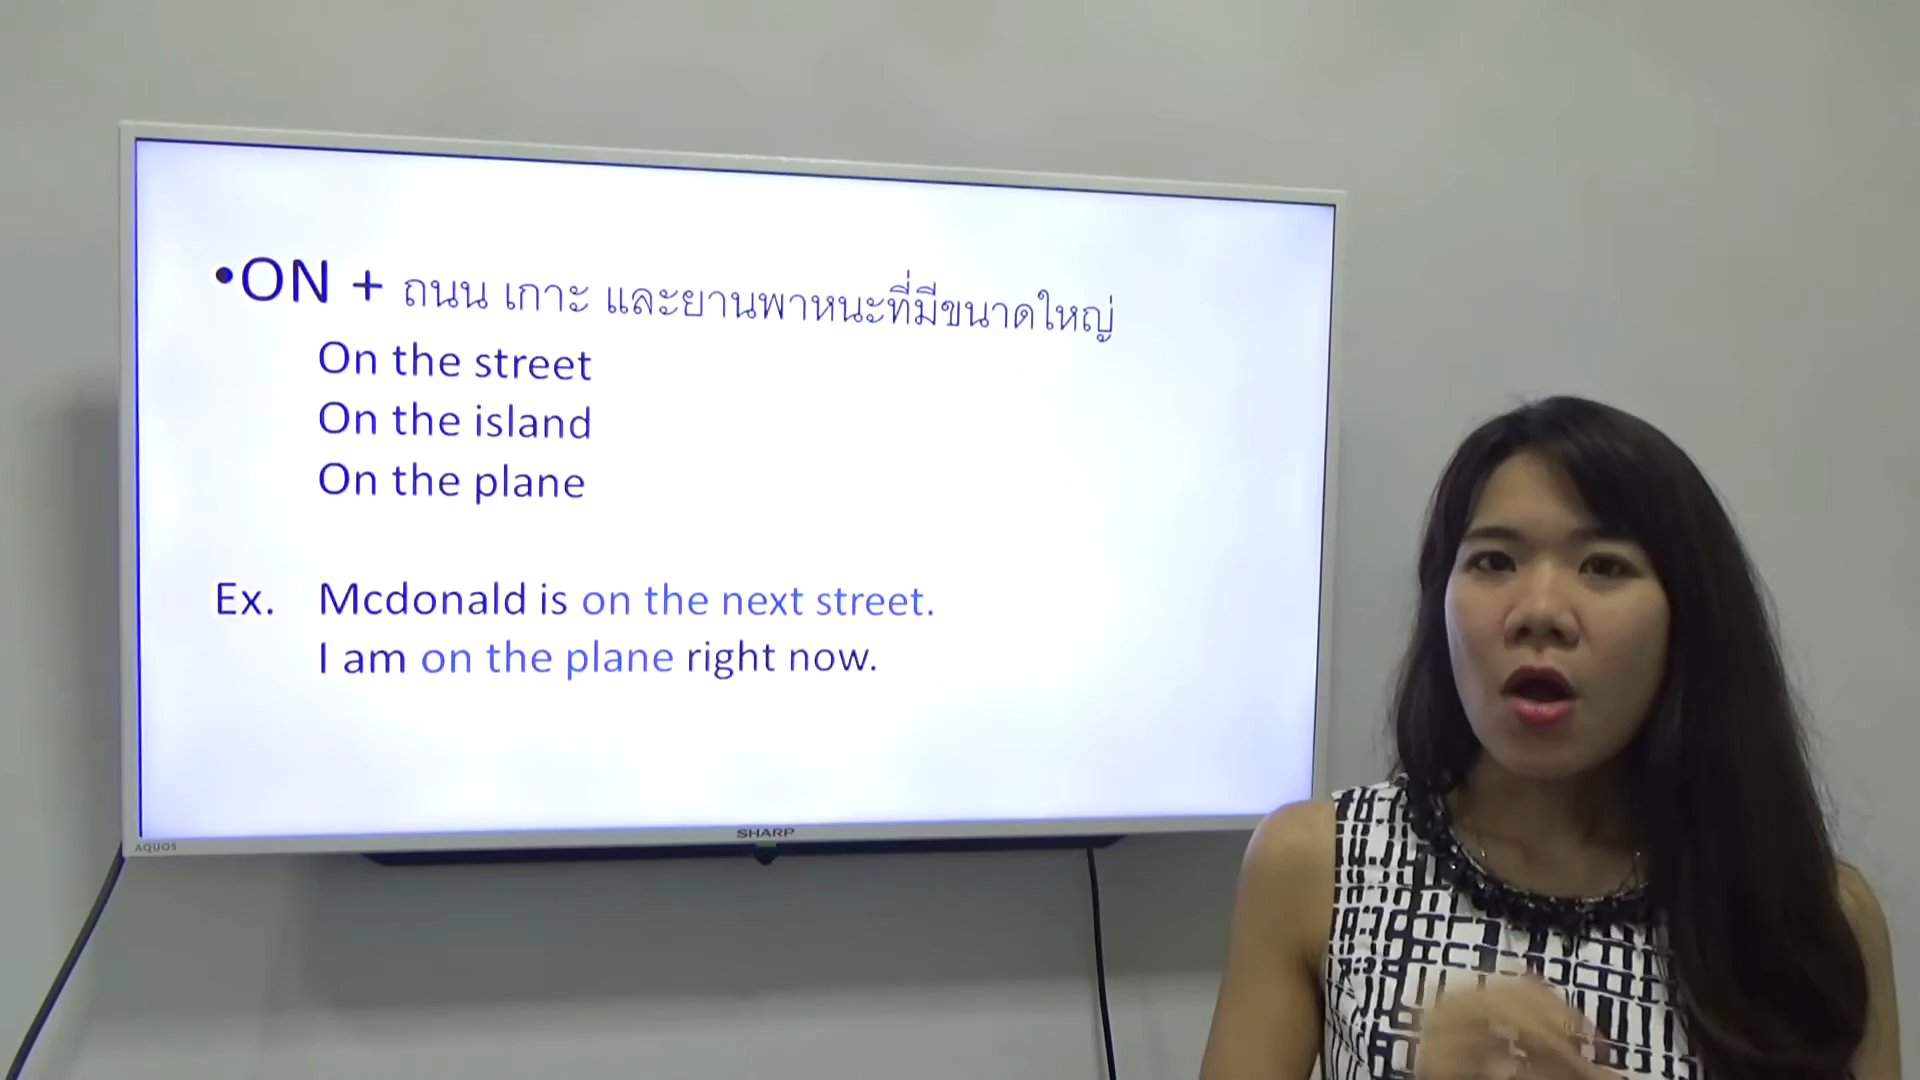 •ON + ถนน เกาะ และยานพาหนะที่มีขนาดใหญ่
On the street
On the island
On the plane
Ex. Mcdonald is on the next street.
I am on the plane right now.
SHARP
AQUOS